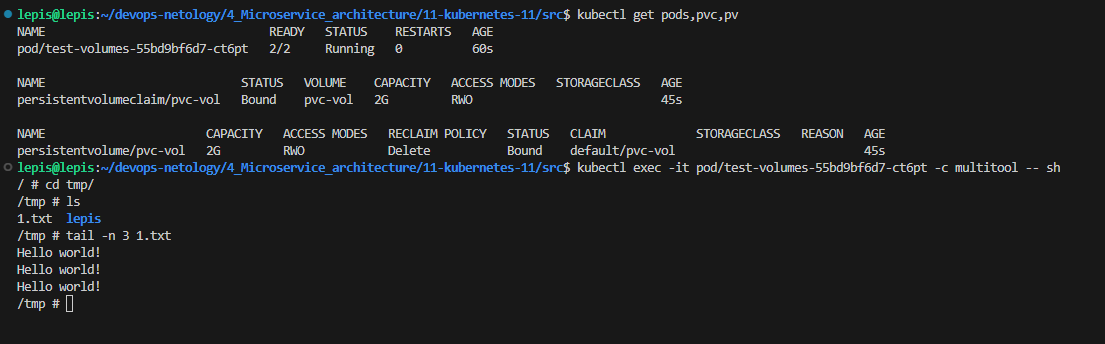 lepis@lepis:~/devops-netology/4_Microservice_architecture/11-kubernetes-11/src$ kubectl get pods,pvc,pv
NAME READY STATUS RESTARTS AGE
pod/test-volumes-55bd9bf6d7-ct6pt 2/2 Running 0 60s
NAME STATUS VOLUME CAPACITY ACCESS MODES STORAGECLASS AGE
persistentvolumeclaim/pvc-vol Bound pvc-vol 2G RWO 45s
NAME CAPACITY ACCESS MODES RECLAIM POLICY STATUS CLAIM STORAGECLASS REASON AGE
persistentvolume/pvc-vol 2G RWO Delete Bound default/pvc-vol 45s
lepis@lepis:~/devops-netology/4_Microservice_architecture/11-kubernetes-11/src$ kubectl exec -it pod/test-volumes-55bd9bf6d7-ct6pt -c multitool -- sh
/ # cd tmp/
/tmp # ls
1.txt lepis
/tmp # tail -n 3 1.txt
Hello world!
Hello world!
Hello world!
/tmp #